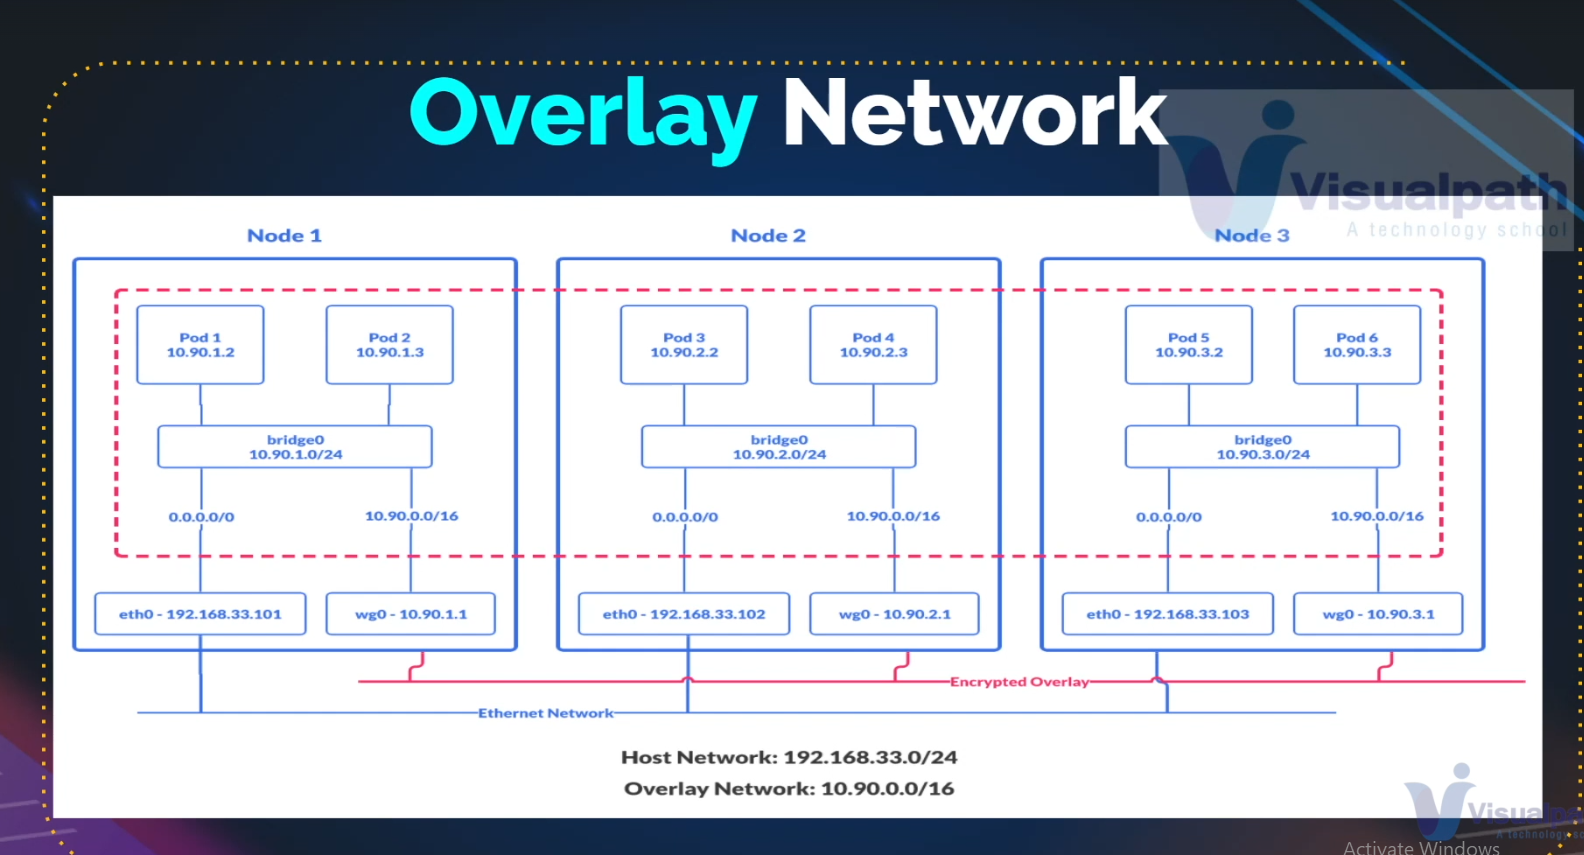 Overlay Network
Visualpath
A technology school
Node 1
Node 2
Node 3
Pod 1
10.90.1.2
Pod 2
10.90.1.3
Pod 3
10.90.2.2
Pod 4
10.90.2.3
Pod 5
10.90.3.2
Pod 6
10.90.3.3
bridge0
10.90.1.0/24
bridge0
10.90.2.0/24
bridge0
10.90.3.0/24
0.0.0.0/0
10.90.0.0/16
0.0.0.0/0
10.90.0.0/16
0.0.0.0/0
10.90.0.0/16
eth0 - 192.168.33.101
wg0 - 10.90.1.1
eth0 - 192.168.33.102
wg0 - 10.90.2.1
eth0 - 192.168.33.103
wg0 - 10.90.3.1
Encrypted Overlay
Ethernet Network
Host Network: 192.168.33.0/24
Overlay Network: 10.90.0.0/16
Activate Windows